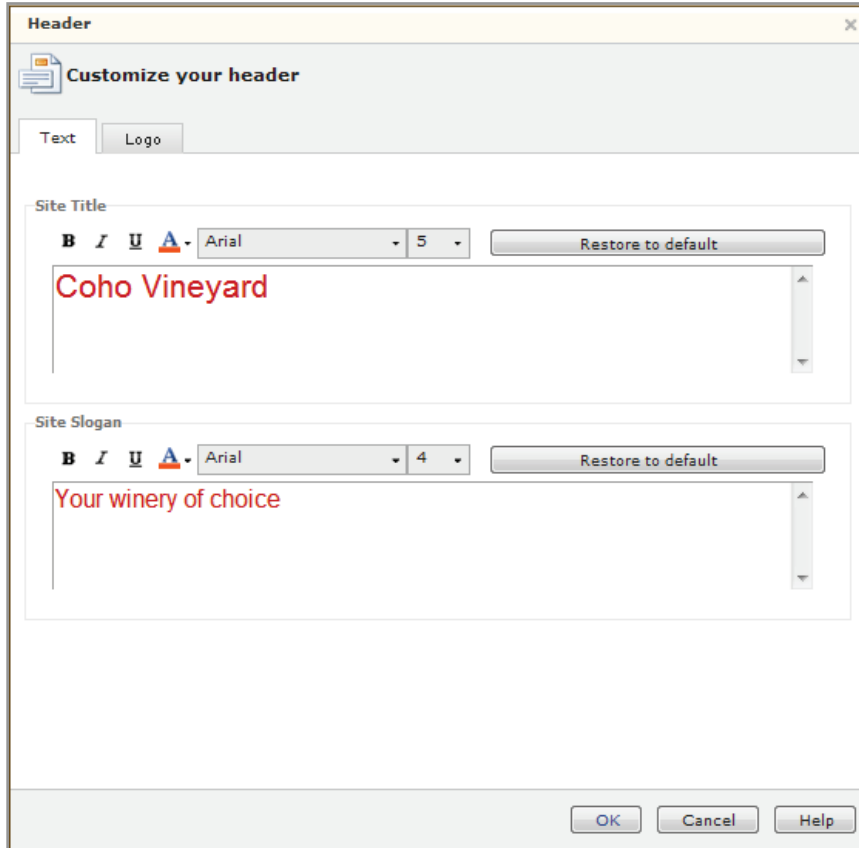 Header
Customize your header
Text Logo
Site Title
B I U A Arial 5 Restore to default
Coho Vineyard
Site Slogan
B I U A Arial 4 Restore to default
Your winery of choice
OK Cancel Help